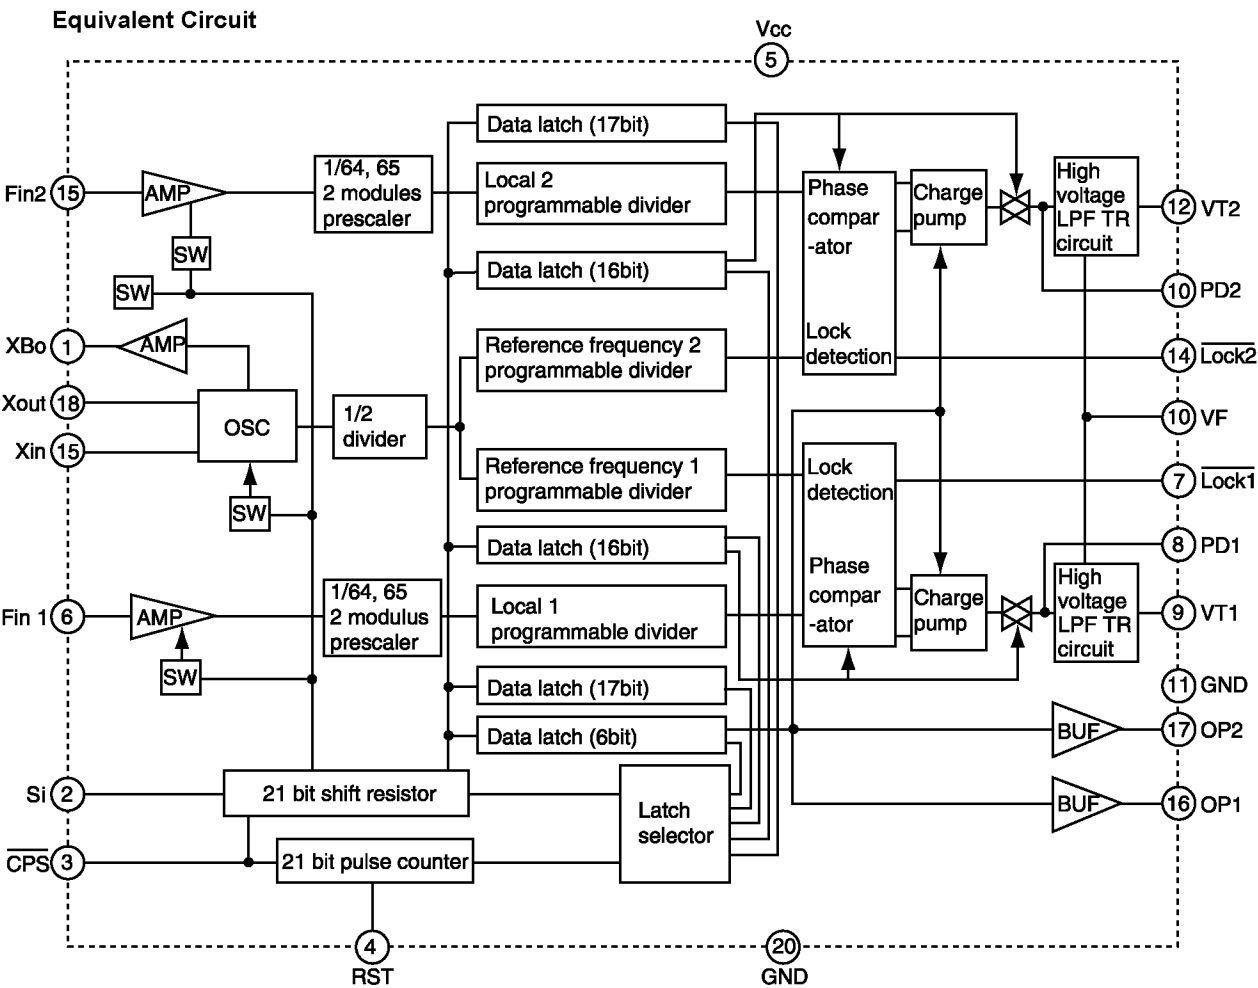 Equivalent Circuit
Vcc
5
Data latch (17bit)
1/64, 65
2 modules
prescaler
Local 2
programmable divider
Fin2 15
AMP
SW
SW
Data latch (16bit)
Phase
compar
-ator
Lock
detection
Charge
pump
High
voltage
LPF TR
circuit
12 VT2
10 PD2
XBo 1
AMP
Reference frequency 2
programmable divider
14 Lock2
Xout 18
OSC
1/2
divider
10 VF
Xin 15
SW
Reference frequency 1
programmable divider
Lock
detection
Phase
compar
-ator
7 Lock1
Data latch (16bit)
8 PD1
Fin 1 6
AMP
SW
1/64, 65
2 modulus
prescaler
Local 1
programmable divider
Charge
pump
High
voltage
LPF TR
circuit
9 VT1
11 GND
Data latch (17bit)
Data latch (6bit)
BUF
17 OP2
Si 2
21 bit shift resistor
Latch
selector
BUF
16 OP1
CPS 3
21 bit pulse counter
4
RST
20
GND